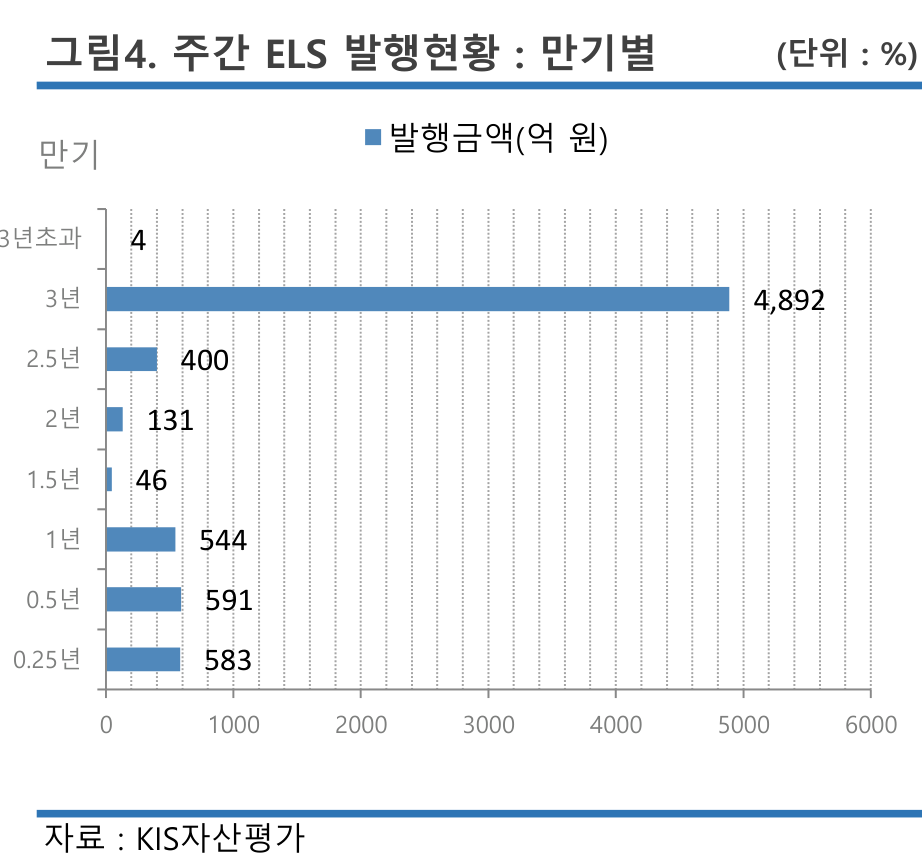 그림4. 주간 ELS 발행현황 : 만기별 (단위 : %)
발행금액(억 원)
만기
3년초과 4
3년 4,892
2.5년 400
2년 131
1.5년 46
1년 544
0.5년 591
0.25년 583
0 1000 2000 3000 4000 5000 6000
자료 : KIS자산평가